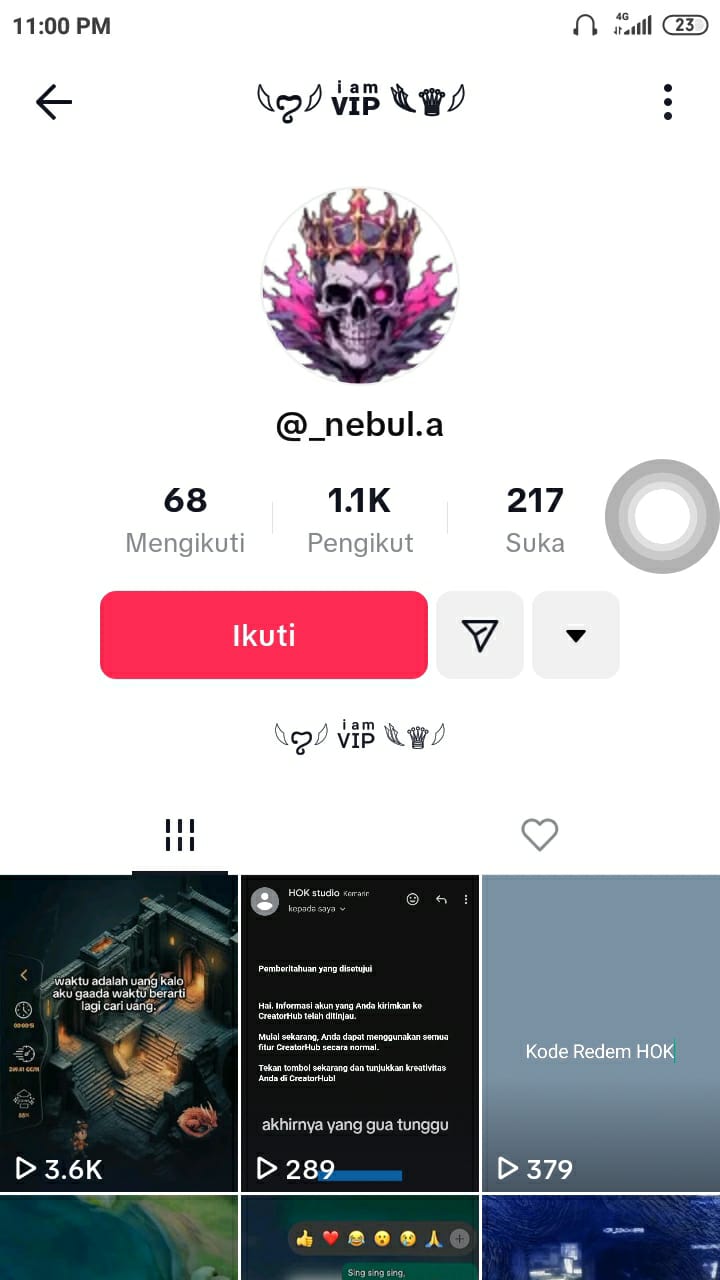 11:00 PM
4G
23
i am
VIP
@_nebul.a
68
1.1K
217
Mengikuti
Pengikut
Suka
Ikuti
i am
VIP
waktu adalah uang kalo
aku gaada waktu berarti
lagi cari uang.
3.6K
HOK studio Kemarin
kepada saya
Pemberitahuan yang disetujui
Hai. Informasi akun yang Anda kirimkan ke
CreatorHub telah ditinjau.
Mulai sekarang, Anda dapat menggunakan semua
fitur CreatorHub secara normal.
Tekan tombol sekarang dan tunjukkan kreativitas
Anda di CreatorHub!
akhirnya yang gua tunggu
289
Kode Redem HOK
379
Sing sing sing,